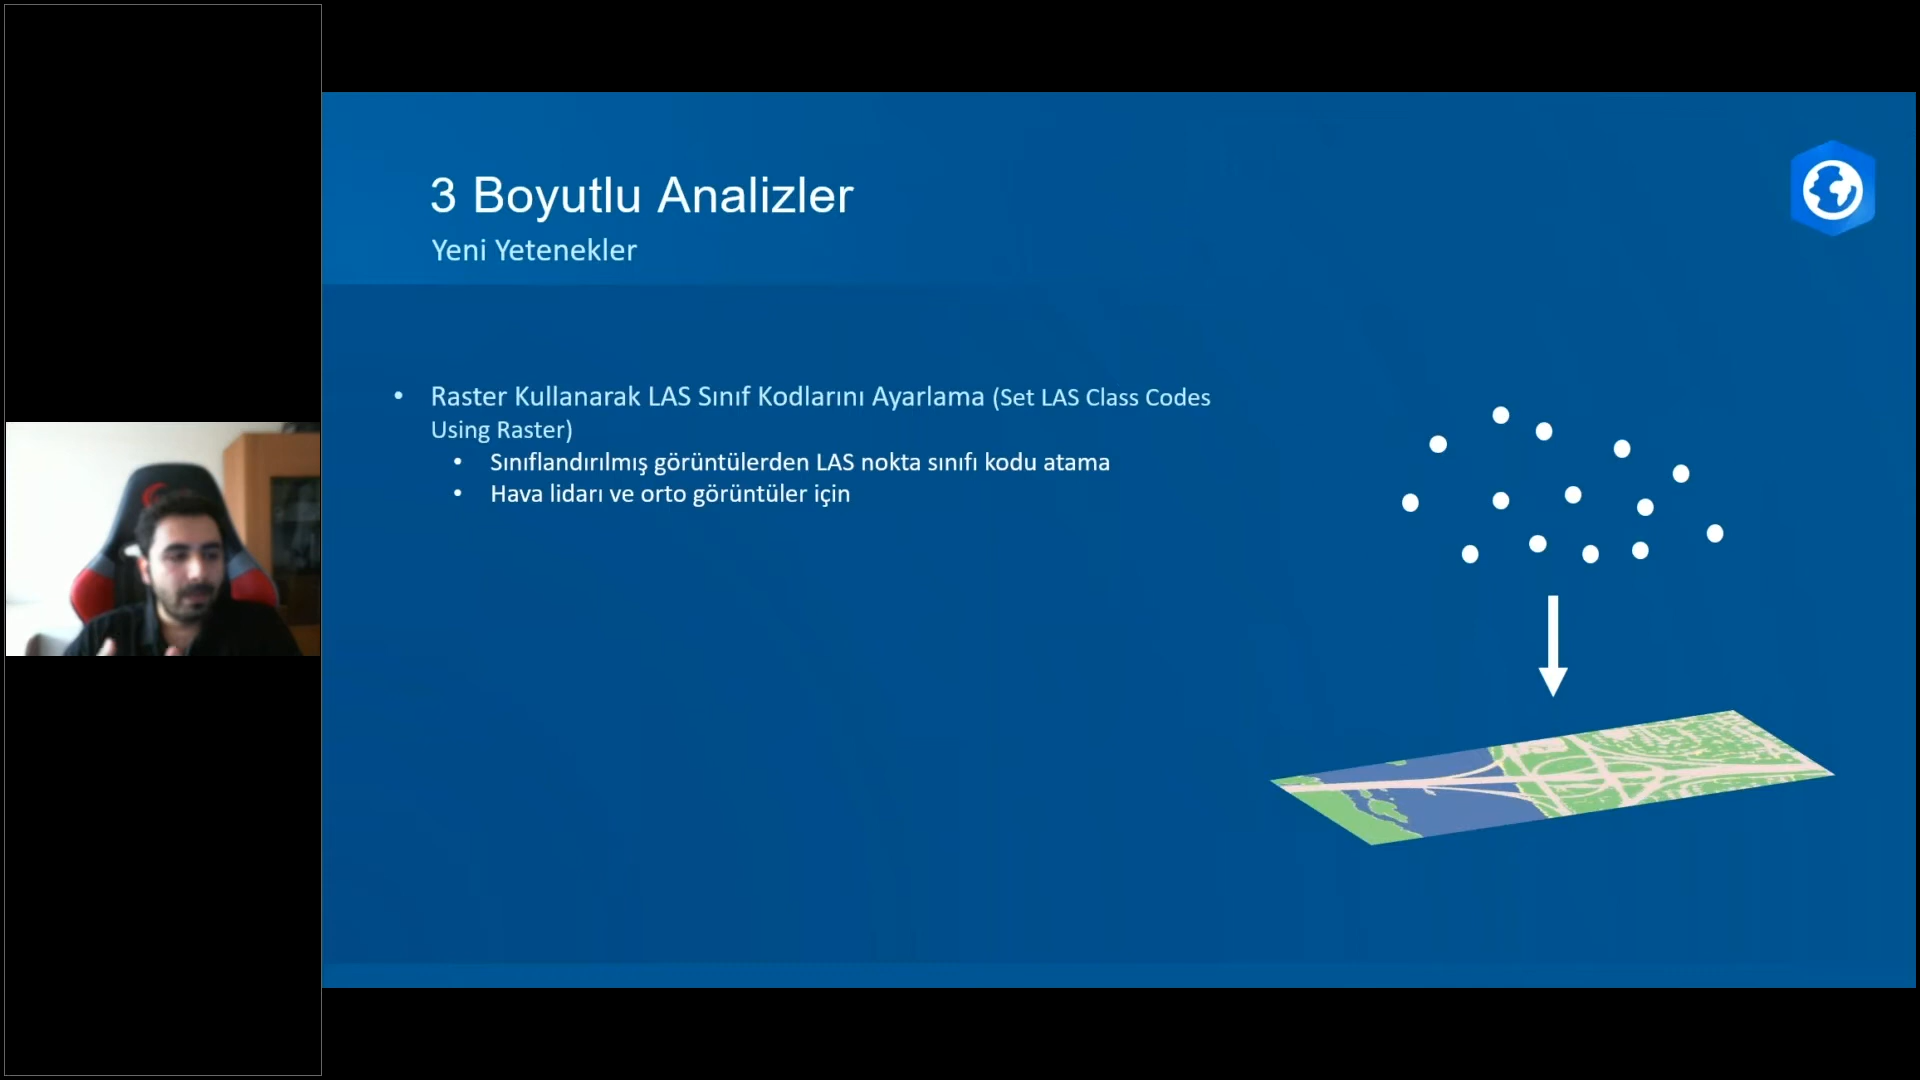 3 Boyutlu Analizler
Yeni Yetenekler
• Raster Kullanarak LAS Sınıf Kodlarını Ayarlama (Set LAS Class Codes
Using Raster)
• Sınıflandırılmış görüntülerden LAS nokta sınıfı kodu atama
• Hava lidarı ve orto görüntüler için